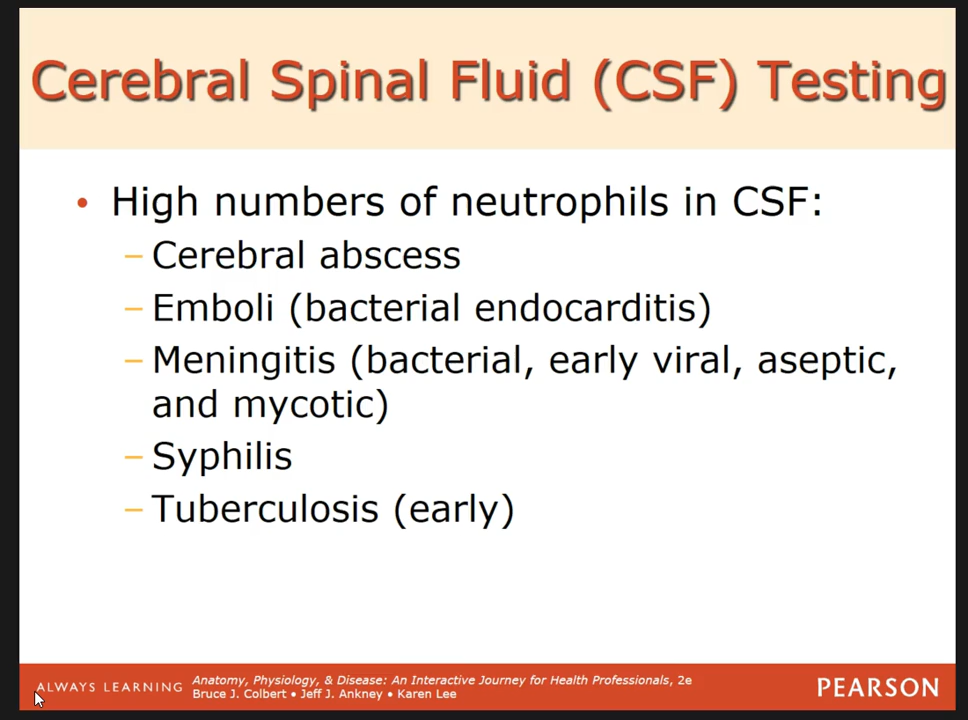 Cerebral Spinal Fluid (CSF) Testing
• High numbers of neutrophils in CSF:
– Cerebral abscess
– Emboli (bacterial endocarditis)
– Meningitis (bacterial, early viral, aseptic,
and mycotic)
– Syphilis
– Tuberculosis (early)
ALWAYS LEARNING
Anatomy, Physiology, & Disease: An Interactive Journey for Health Professionals, 2e
Bruce J. Colbert • Jeff J. Ankney • Karen Lee
PEARSON